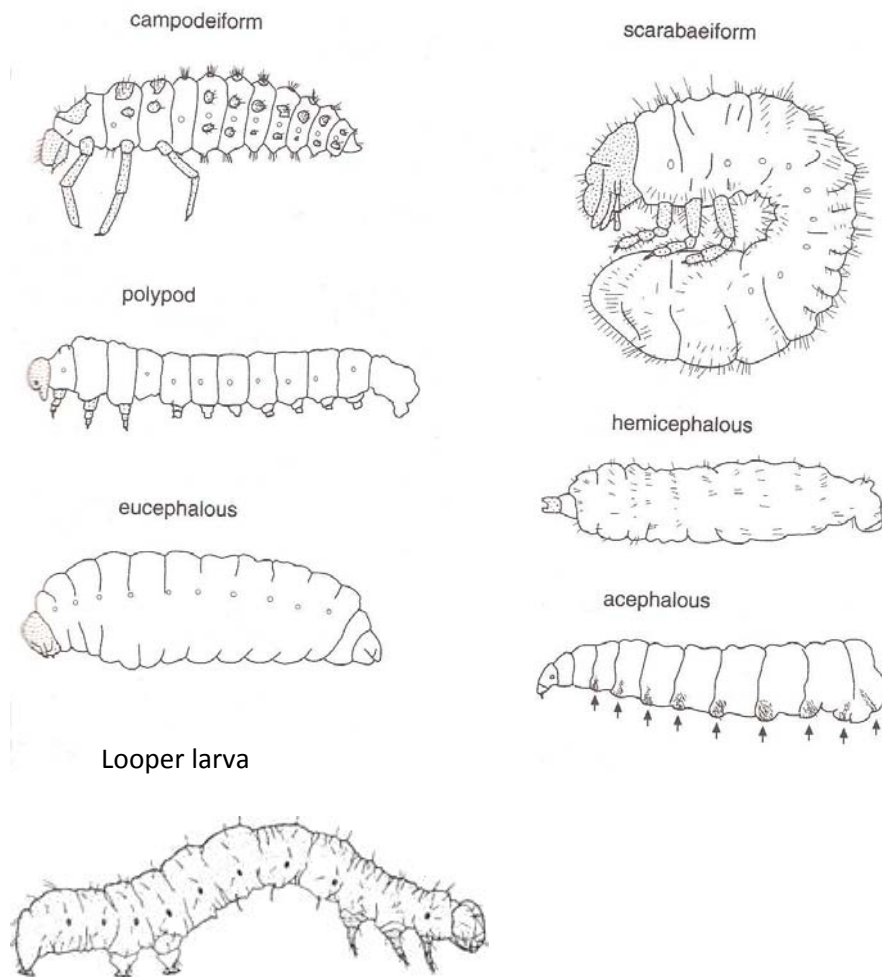 campodeiform
scarabaeiform
polypod
hemicephalous
eucephalous
acephalous
Looper larva